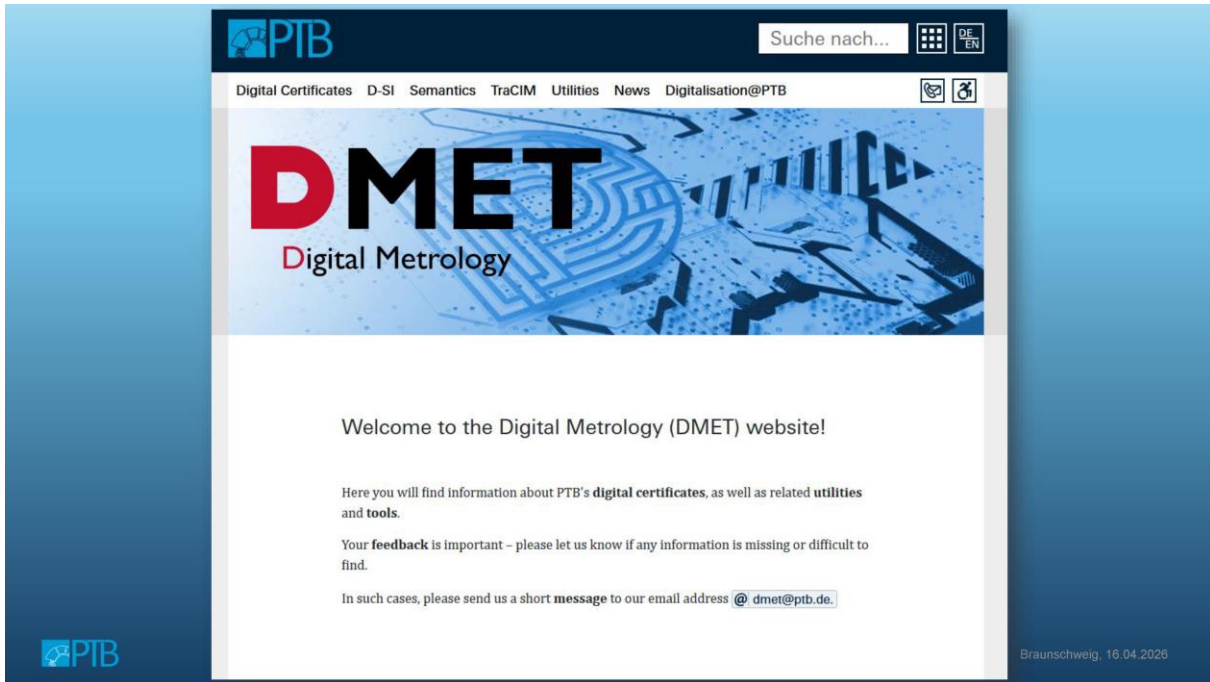 PTB
Suche nach...
DE
EN
Digital Certificates D-SI Semantics TraCIM Utilities News Digitalisation@PTB
DMET
Digital Metrology
Welcome to the Digital Metrology (DMET) website!
Here you will find information about PTB's digital certificates, as well as related utilities
and tools.
Your feedback is important – please let us know if any information is missing or difficult to
find.
In such cases, please send us a short message to our email address @ dmet@ptb.de.
PTB
Braunschweig, 16.04.2026